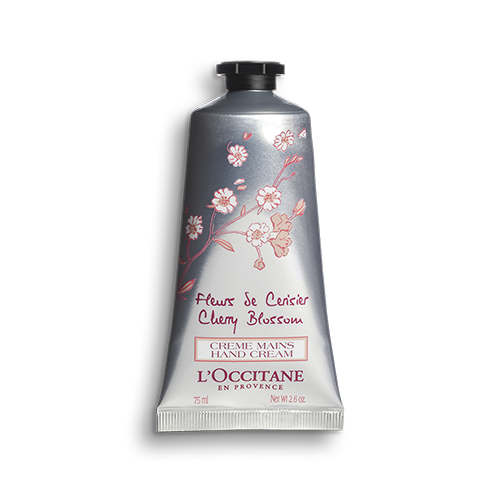 Fleurs de Cerisier
Cherry Blossom
CREME MAINS
HAND CREAM
L'OCCITANE
EN PROVENCE
75 ml Net Wt 2.6 oz.